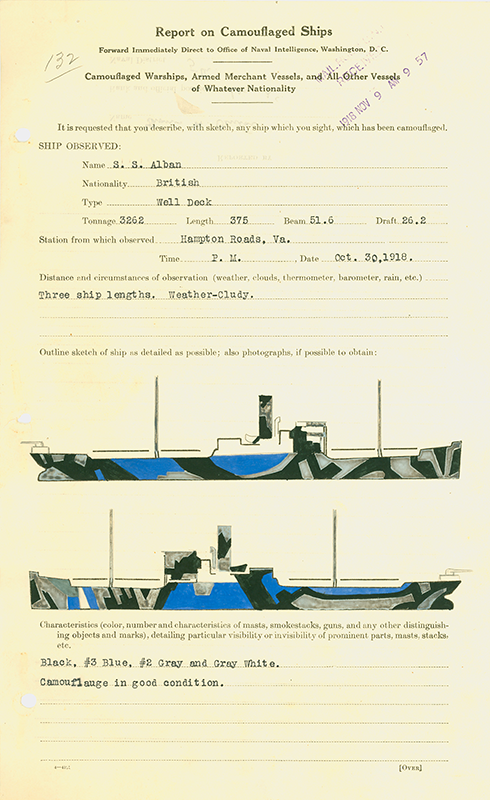 Report on Camouflaged Ships
Forward Immediately Direct to Office of Naval Intelligence, Washington, D. C.
132
Camouflaged Warships, Armed Merchant Vessels, and All Other Vessels
of Whatever Nationality
1918 NOV 9 AM 9 57
It is requested that you describe, with sketch, any ship which you sight, which has been camouflaged.
SHIP OBSERVED:
Name S. S. Alban
Nationality British
Type Well Deck
Tonnage 3262 Length 375 Beam 51.6 Draft 26.2
Station from which observed Hampton Roads, Va.
Time P. M. Date Oct. 30,1918.
Distance and circumstances of observation (weather, clouds, thermometer, barometer, rain, etc.)
Three ship lengths. Weather-Cludy.
Outline sketch of ship as detailed as possible; also photographs, if possible to obtain:
Characteristics (color, number and characteristics of masts, smokestacks, guns, and any other distinguish-
ing objects and marks), detailing particular visibility or invisibility of prominent parts, masts, stacks,
etc.
Black, #3 Blue, #2 Gray and Gray White.
Camouflauge in good condition.
[OVER]